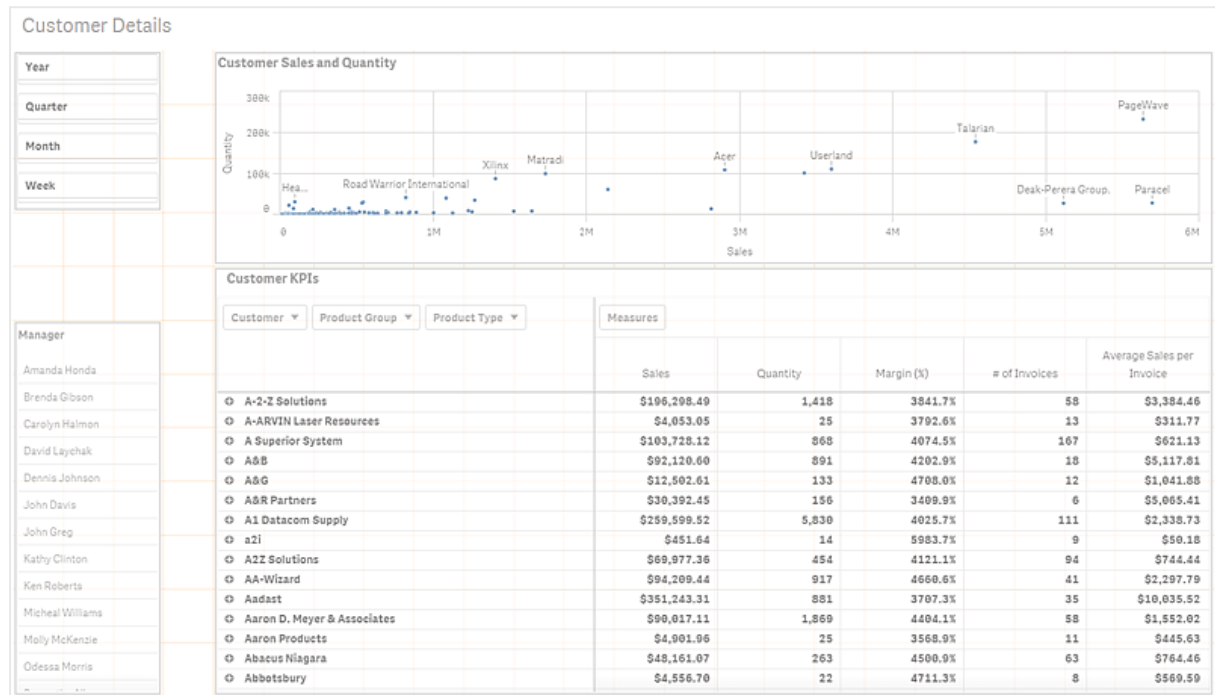 Customer Details
Year
Quarter
Month
Week
Manager
Amanda Honda
Brenda Gibson
Carolyn Halmon
David Laychak
Dennis Johnson
John Davis
John Greg
Kathy Clinton
Ken Roberts
Micheal Williams
Molly McKenzie
Odessa Morris
Customer Sales and Quantity
Quantity
300k
200k
100k
0
Hea...
Road Warrior International
Xilinx
Matradi
Acer
Userland
Talarian
PageWave
Deak-Perera Group.
Paracel
0 1M 2M 3M 4M 5M 6M
Sales
Customer KPIs
Customer Product Group Product Type Measures
Sales Quantity Margin (%) # of Invoices Average Sales per Invoice
A-2-Z Solutions $196,298.49 1,418 3841.7% 58 $3,384.46
A-ARVIN Laser Resources $4,053.05 25 3792.6% 13 $311.77
A Superior System $103,728.12 868 4074.5% 167 $621.13
A&B $92,120.60 891 4202.9% 18 $5,117.81
A&G $12,502.61 133 4708.0% 12 $1,041.88
A&R Partners $30,392.45 156 3409.9% 6 $5,065.41
A1 Datacom Supply $259,599.52 5,830 4025.7% 111 $2,338.73
a2i $451.64 14 5983.7% 9 $50.18
A2Z Solutions $69,977.36 454 4121.1% 94 $744.44
AA-Wizard $94,209.44 917 4660.6% 41 $2,297.79
Aadast $351,243.31 881 3707.3% 35 $10,035.52
Aaron D. Meyer & Associates $90,017.11 1,869 4404.1% 58 $1,552.02
Aaron Products $4,901.96 25 3568.9% 11 $445.63
Abacus Niagara $48,161.07 263 4500.9% 63 $764.46
Abbotsbury $4,556.70 22 4711.3% 8 $569.59